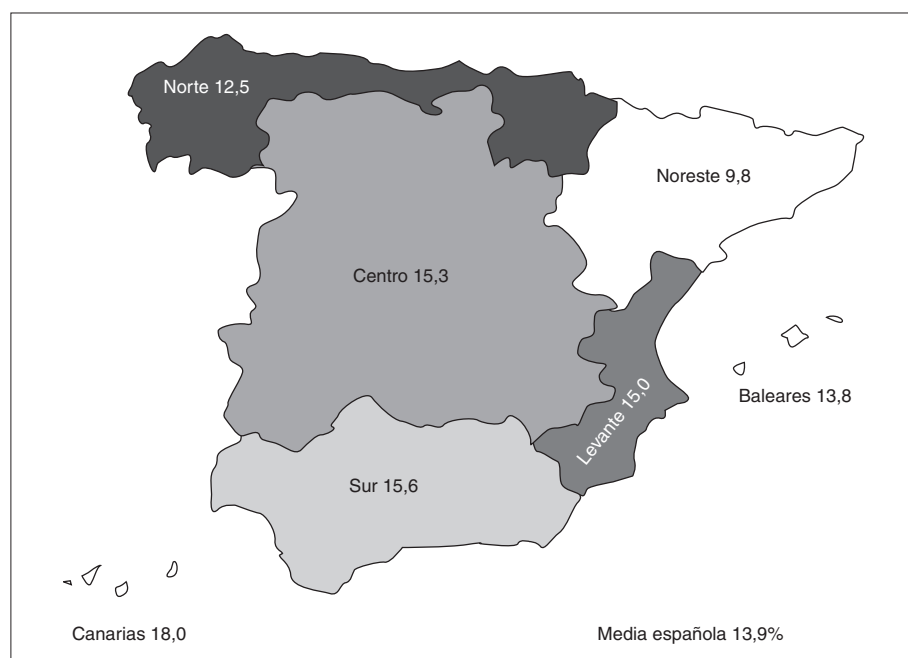 Norte 12,5
Noreste 9,8
Centro 15,3
Baleares 13,8
Levante 15,0
Sur 15,6
Canarias 18,0
Media española 13,9%